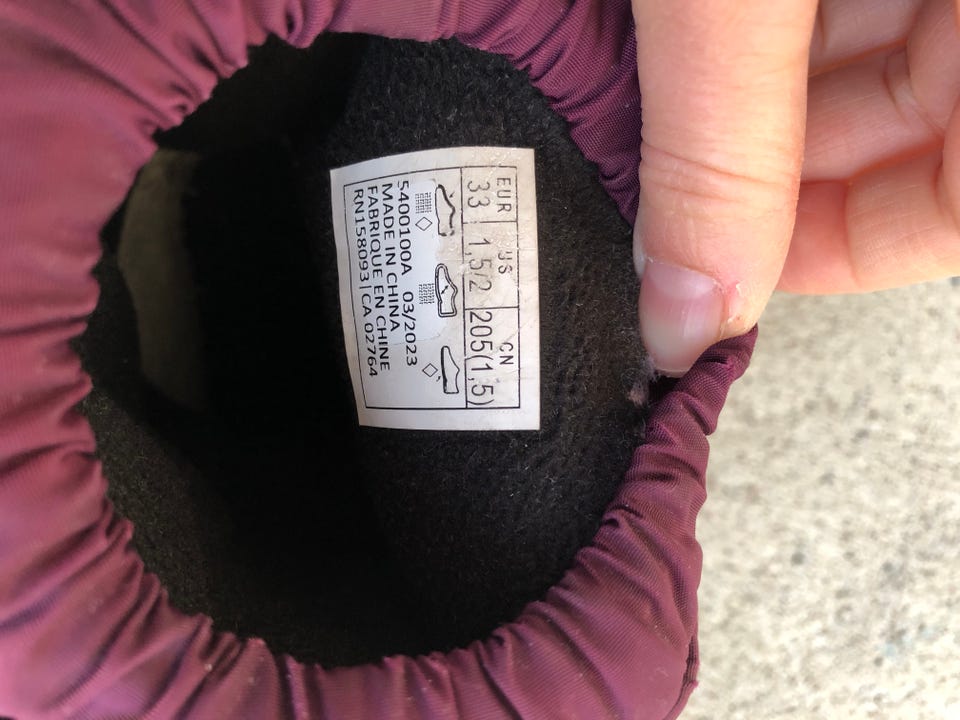 EUR US CN
33 1,5/2 205(1,5)
5400100A 03/2023
MADE IN CHINA
FABRIQUE EN CHINE
RN158093|CA 02764